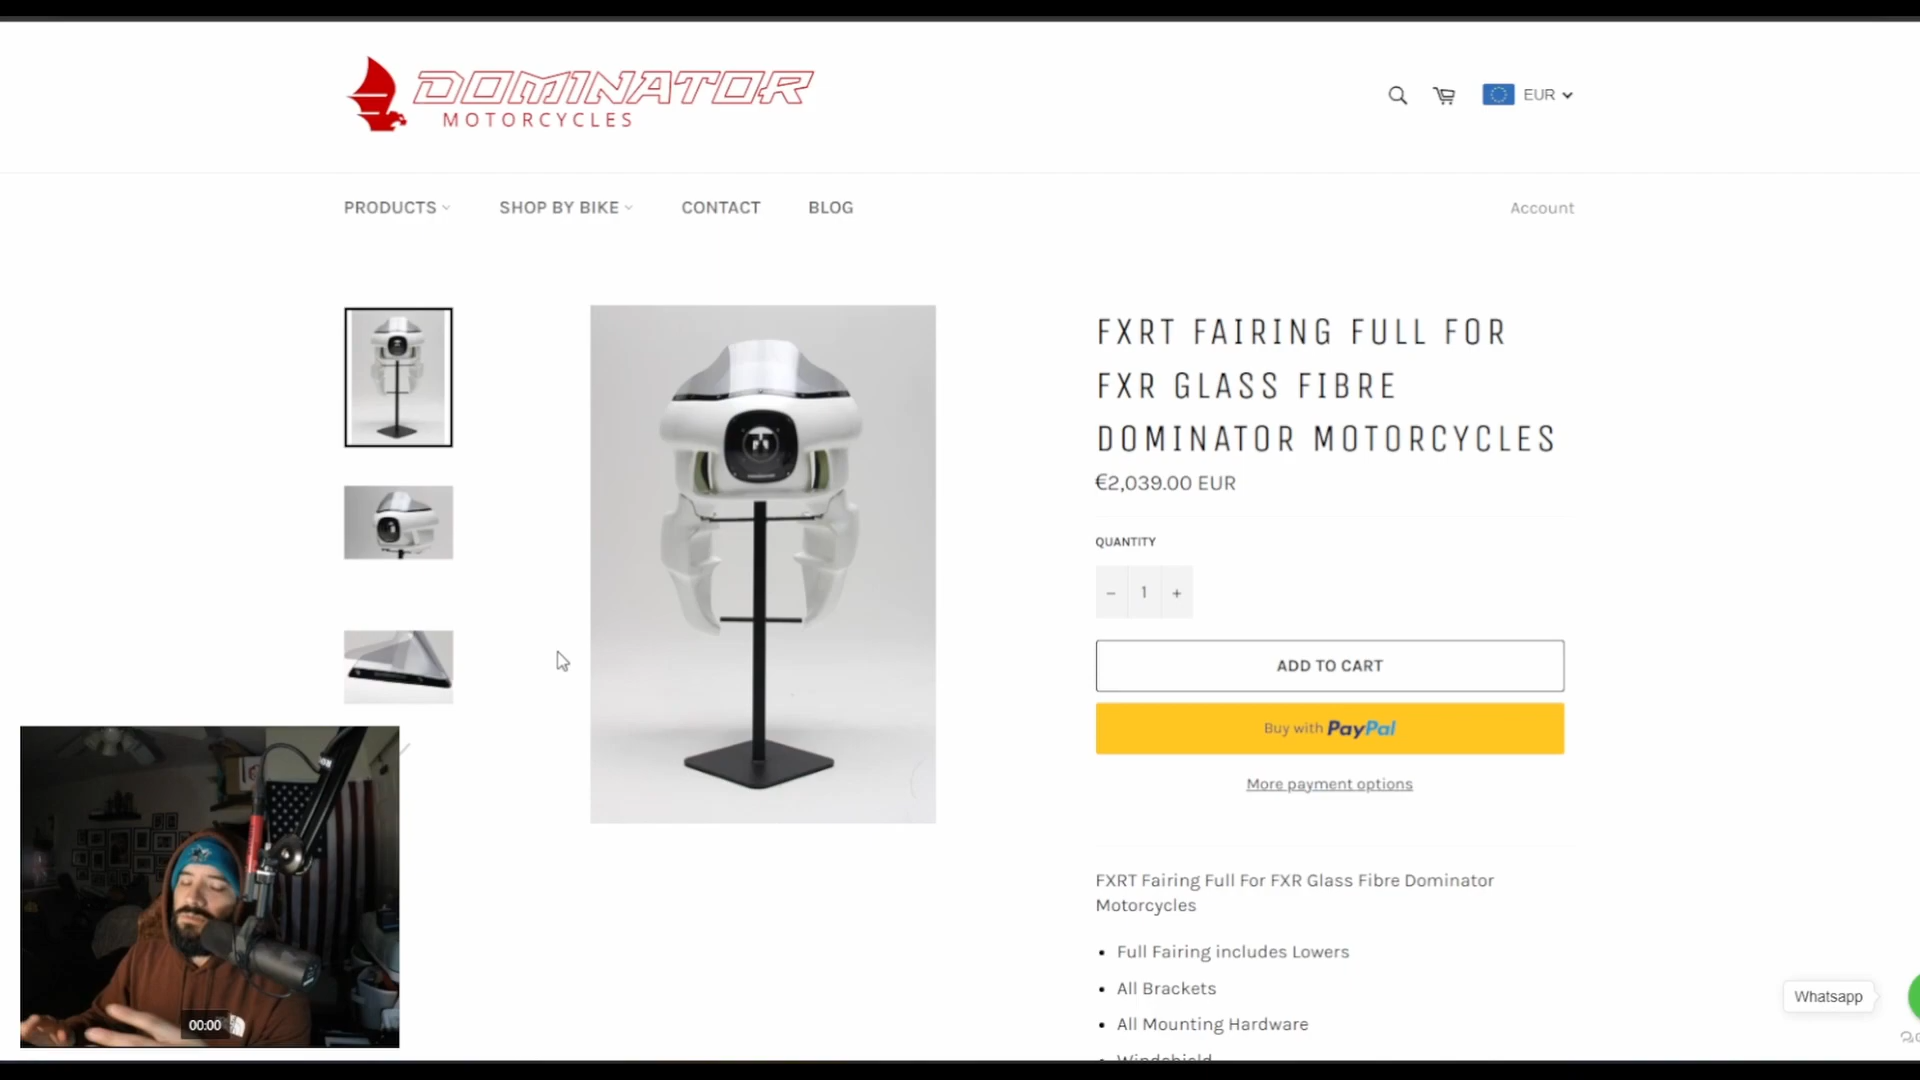 DOMINATOR
MOTORCYCLES
EUR
PRODUCTS
SHOP BY BIKE
CONTACT
BLOG
Account
FXRT FAIRING FULL FOR
FXR GLASS FIBRE
DOMINATOR MOTORCYCLES
€2,039.00 EUR
QUANTITY
− 1 +
ADD TO CART
Buy with PayPal
More payment options
FXRT Fairing Full For FXR Glass Fibre Dominator
Motorcycles
• Full Fairing includes Lowers
• All Brackets
• All Mounting Hardware
• Windshield
Whatsapp
00:00